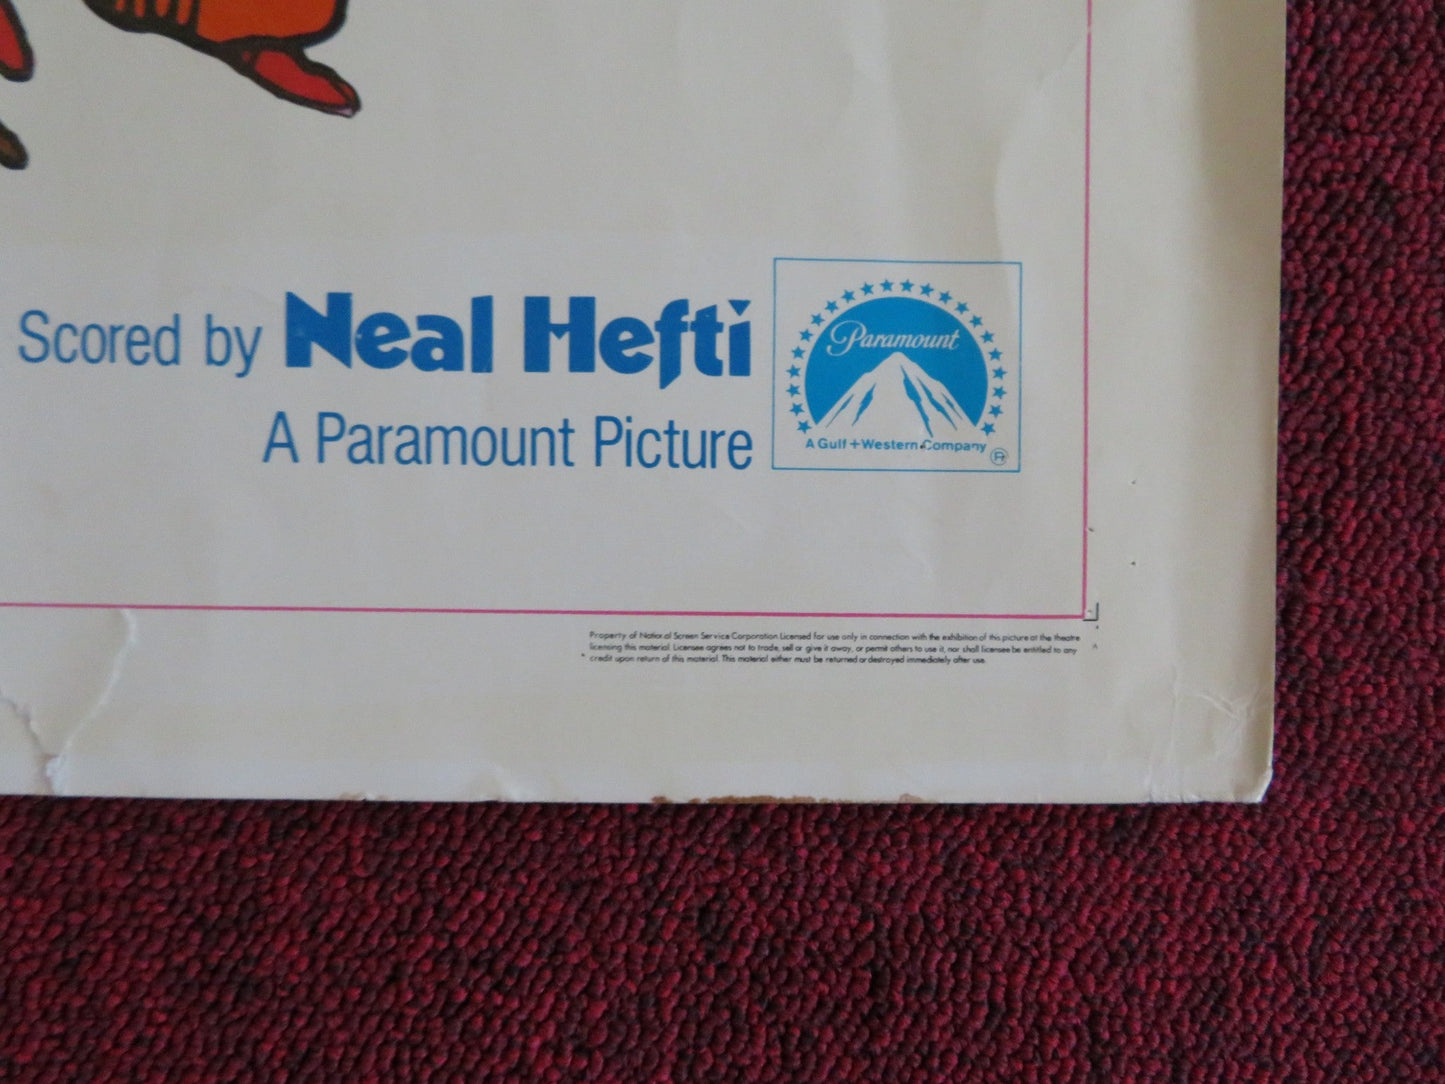 Scored by Neal Hefti
A Paramount Picture
Paramount
A Gulf+Western Company
®
Property of National Screen Service Corporation Licensed for use only in connection with the exhibition of this picture at the theatre
licensing this material. Licensee agrees not to trade, sell or give it away, or permit others to use it, nor shall licensee be entitled to any
credit upon return of this material. This material either must be returned or destroyed immediately after use.